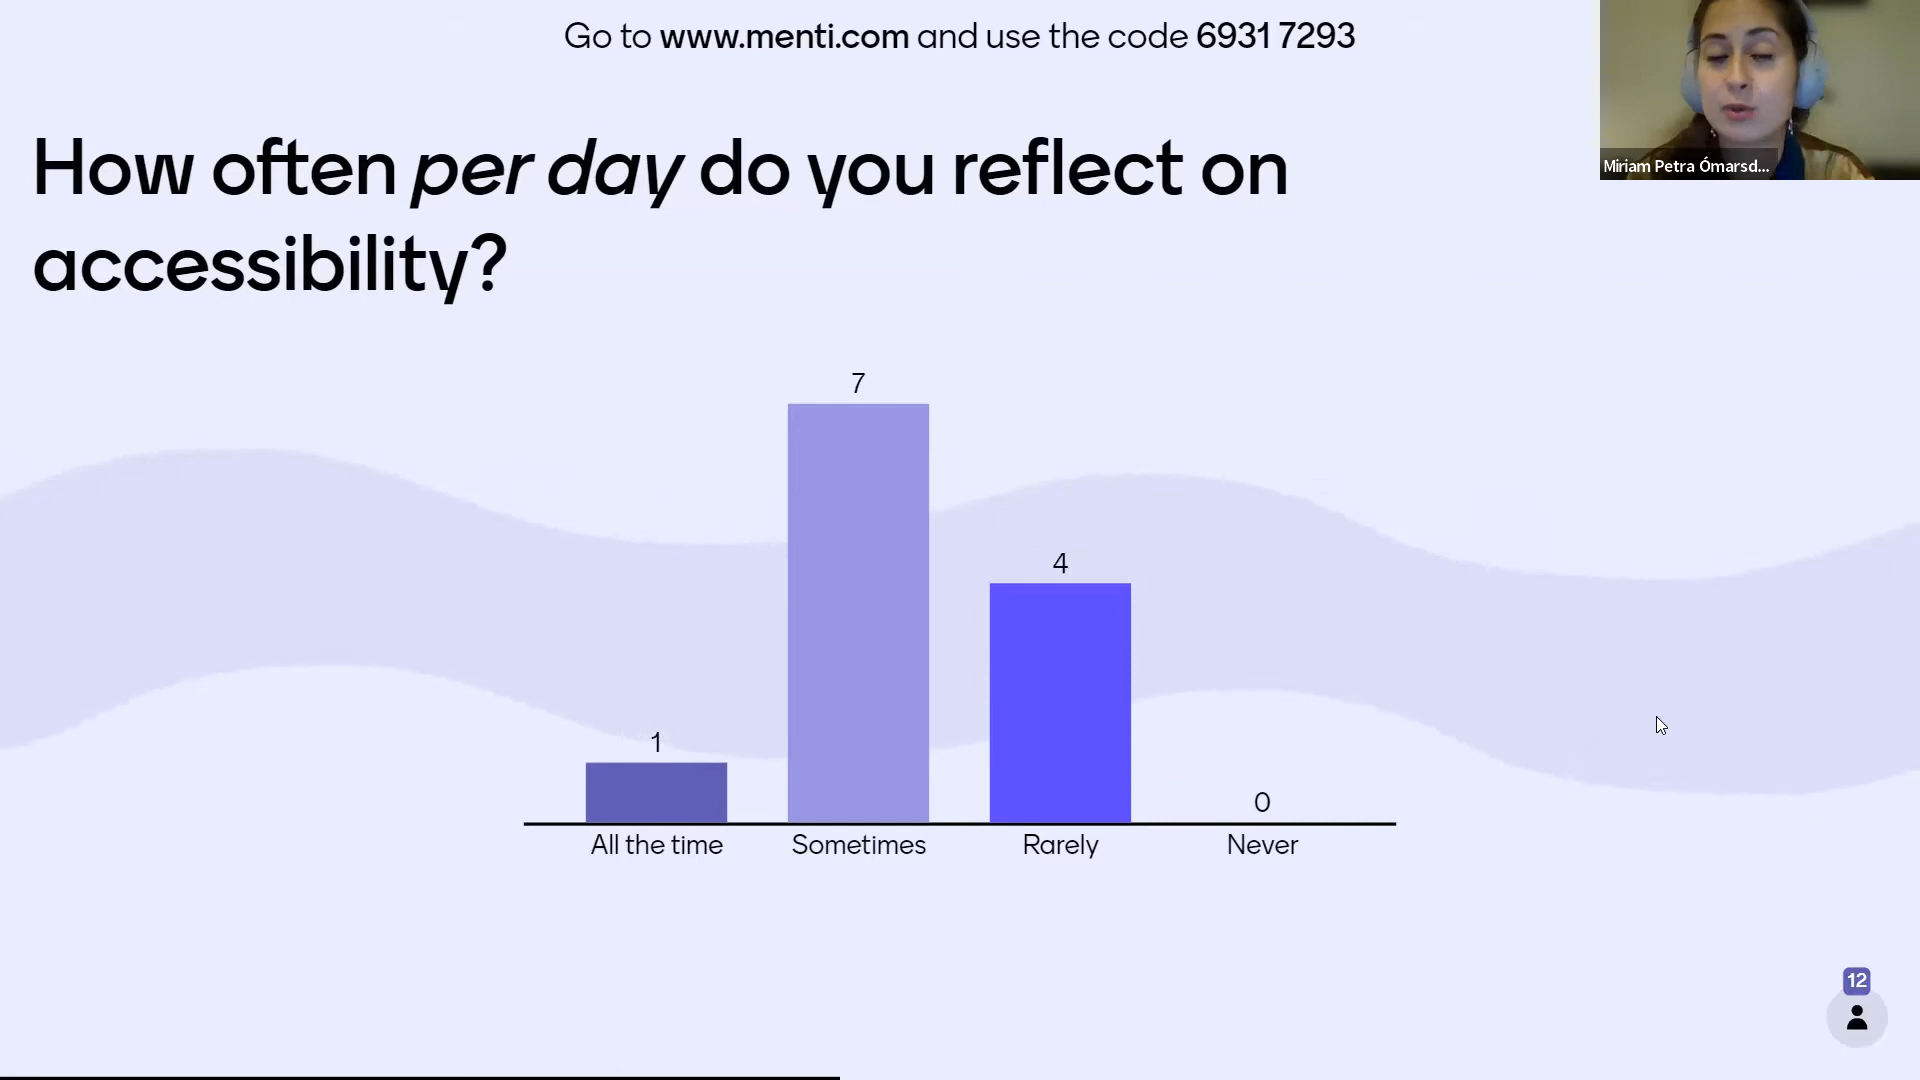 Go to www.menti.com and use the code 6931 7293
Miriam Petra Ómarsd...
How often per day do you reflect on
accessibility?
7
4
1
0
All the time
Sometimes
Rarely
Never
12